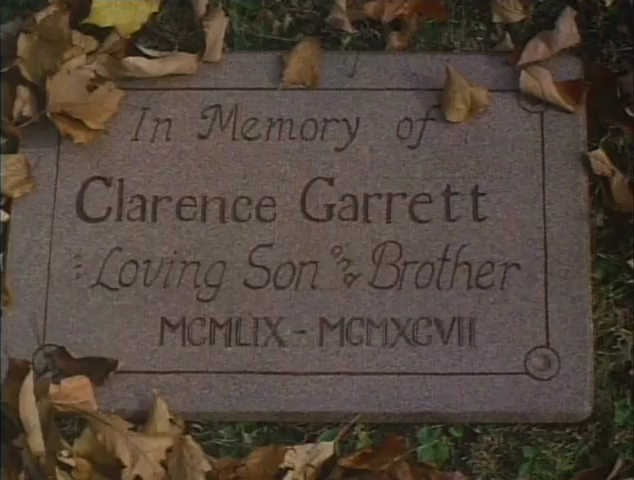 In Memory of
Clarence Garrett
Loving Son and Brother
MCMLIX - MCMXCVII